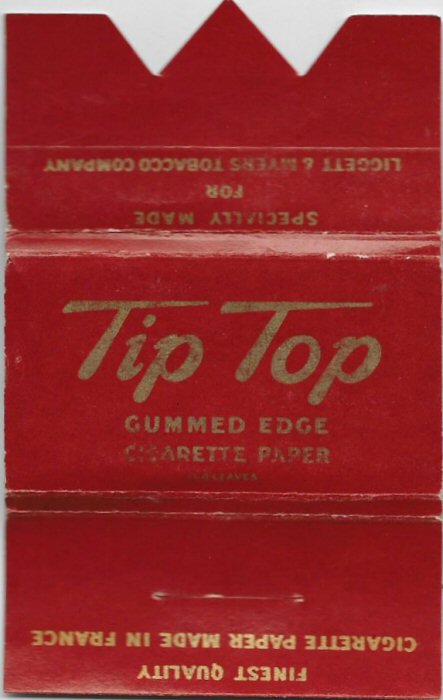 SPECIALLY MADE
FOR
LIGGETT & MYERS TOBACCO COMPANY
Tip Top
GUMMED EDGE
CIGARETTE PAPER
LEAVES
FINEST QUALITY
CIGARETTE PAPER MADE IN FRANCE